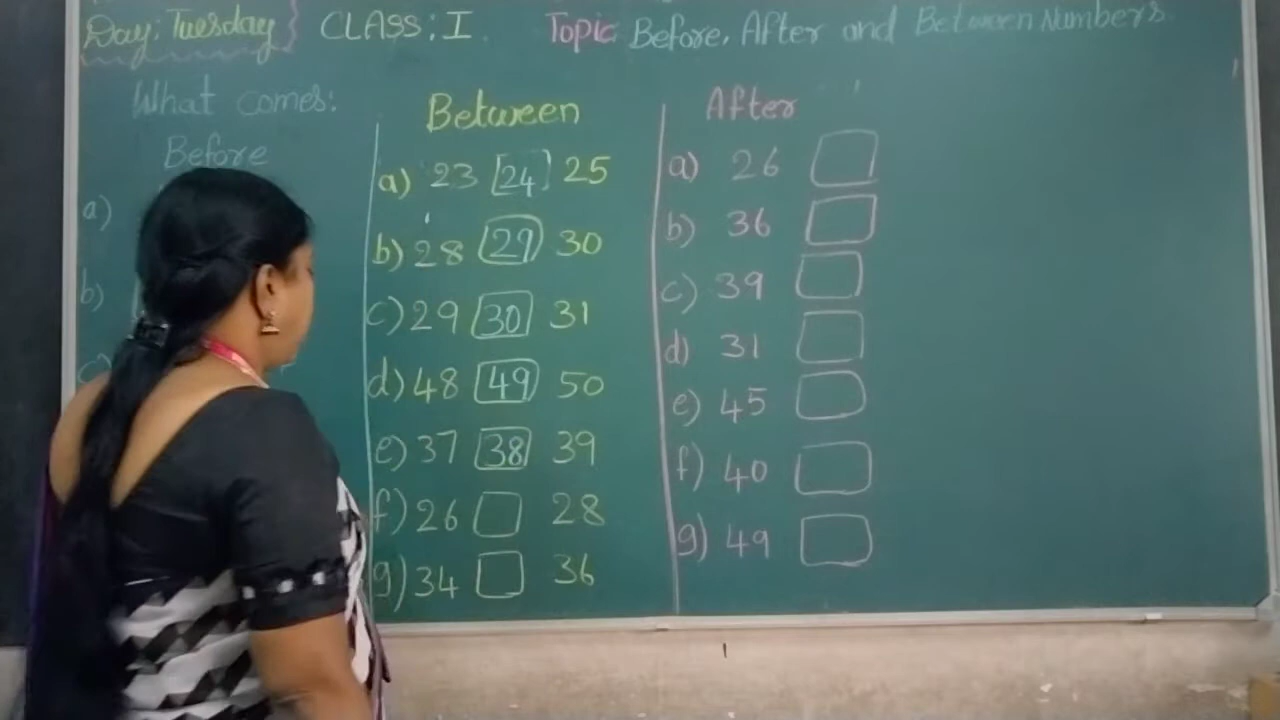 Day: Tuesday CLASS: I Topic Before, After and Between Numbers
What comes:
Before
a)
b)
c)
Between
a) 23 24 25
b) 28 29 30
c) 29 30 31
d) 48 49 50
e) 37 38 39
f) 26 28
g) 34 36
After
a) 26
b) 36
c) 39
d) 31
e) 45
f) 40
g) 49